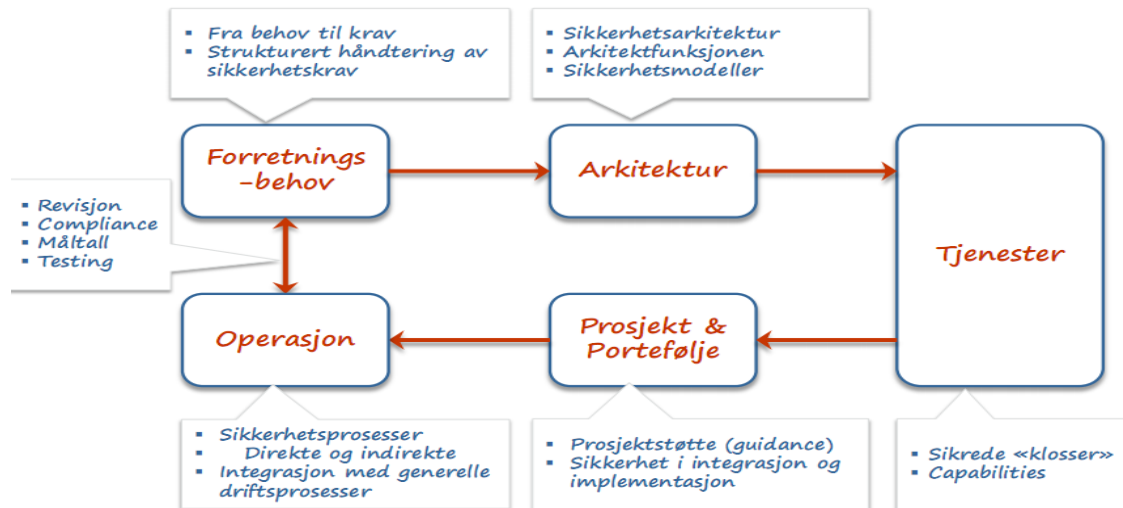 ▪ Fra behov til krav
▪ Strukturert håndtering av
sikkerhetskrav
▪ Sikkerhetsarkitektur
▪ Arkitektfunksjonen
▪ Sikkerhetsmodeller
Forretnings
-behov
Arkitektur
Tjenester
▪ Revisjon
▪ Compliance
▪ Måltall
▪ Testing
Operasjon
Prosjekt &
Portefølje
▪ Sikkerhetsprosesser
▪ Direkte og indirekte
▪ Integrasjon med generelle
driftsprosesser
▪ Prosjektstøtte (guidance)
▪ Sikkerhet i integrasjon og
implementasjon
▪ Sikrede «klosser»
▪ Capabilities